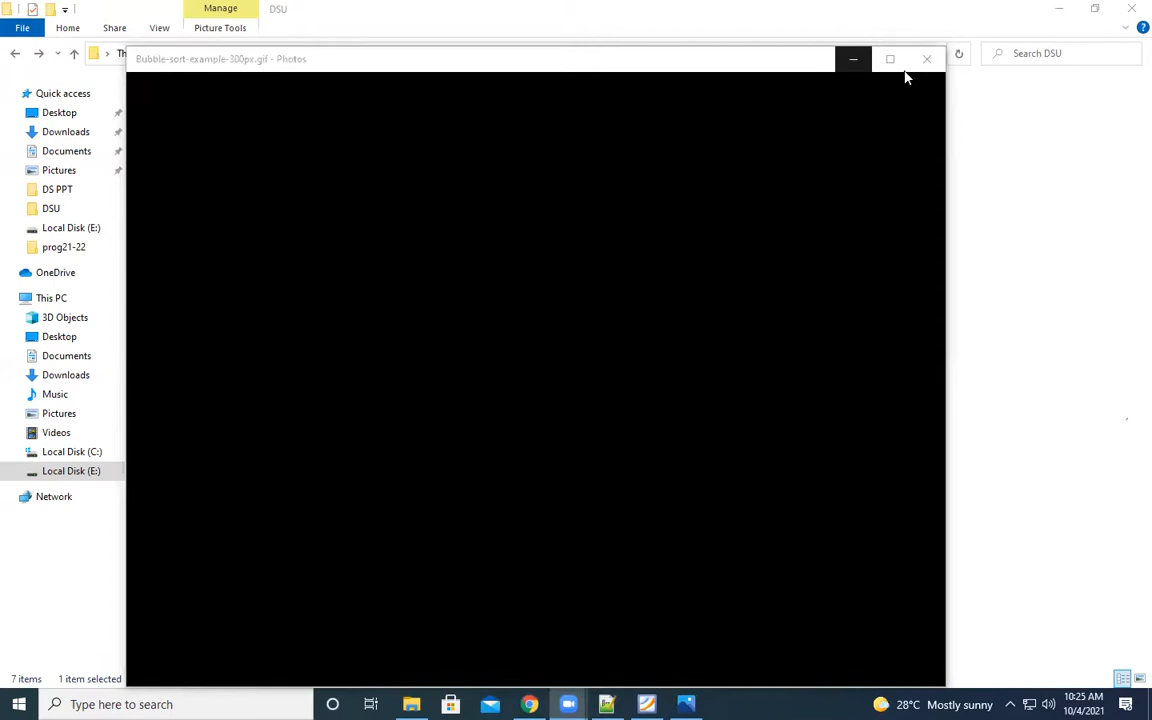 Manage
DSU
File
Home
Share
View
Picture Tools
Th
Search DSU
Bubble-sort-example-300px.gif - Photos
Quick access
Desktop
Downloads
Documents
Pictures
DS PPT
DSU
Local Disk (E:)
prog21-22
OneDrive
This PC
3D Objects
Desktop
Documents
Downloads
Music
Pictures
Videos
Local Disk (C:)
Local Disk (E:)
Network
7 items
1 item selected
Type here to search
28°C Mostly sunny
10:25 AM
10/4/2021